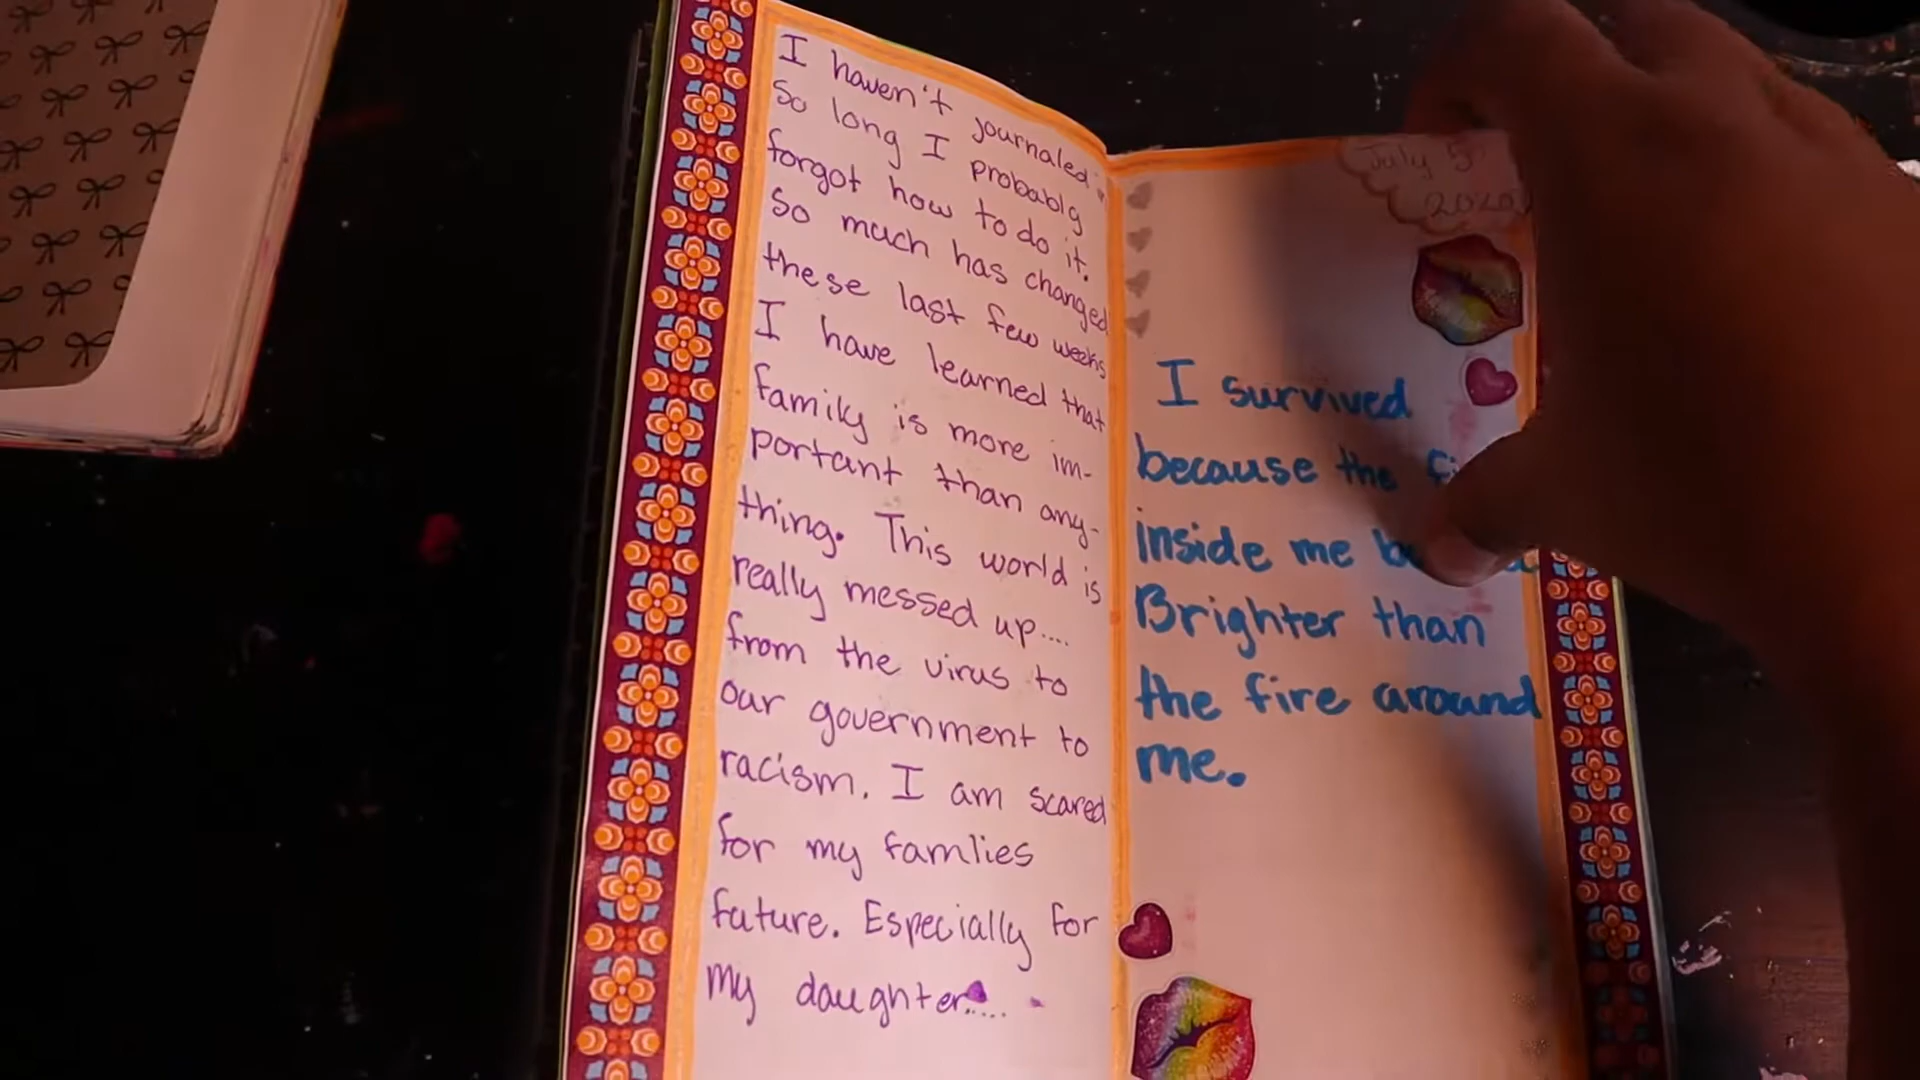 I haven't journaled in
so long I probably
forgot how to do it.
So much has changed
these last few weeks
I have learned that
family is more im-
portant than any-
thing. This world is
really messed up....
from the virus to
our government to
racism. I am scared
for my famlies
future. Especially for
my daughter.....
July 5
2020
I survived
because the
inside me
Brighter than
the fire around
me.